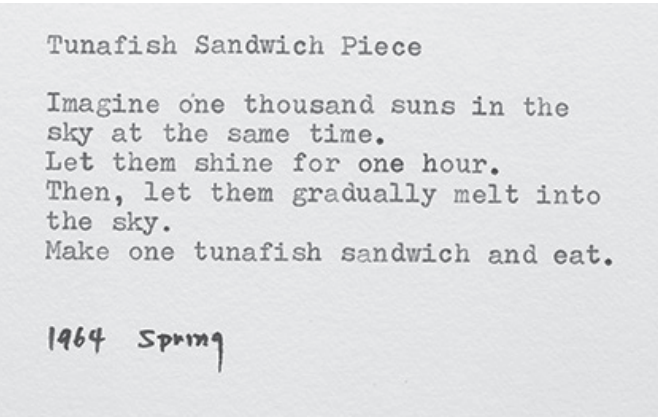 Tunafish Sandwich Piece
Imagine one thousand suns in the
sky at the same time.
Let them shine for one hour.
Then, let them gradually melt into
the sky.
Make one tunafish sandwich and eat.
1964 Spring